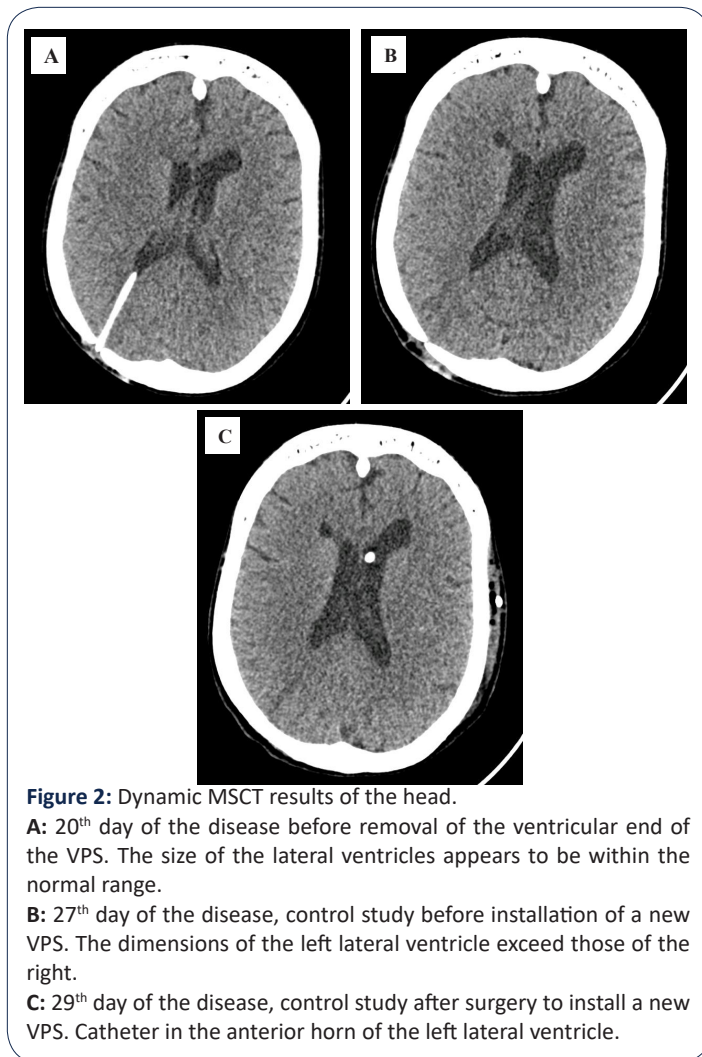 A
B
C
Figure 2: Dynamic MSCT results of the head.
A: 20th day of the disease before removal of the ventricular end of
the VPS. The size of the lateral ventricles appears to be within the
normal range.
B: 27th day of the disease, control study before installation of a new
VPS. The dimensions of the left lateral ventricle exceed those of the
right.
C: 29th day of the disease, control study after surgery to install a new
VPS. Catheter in the anterior horn of the left lateral ventricle.